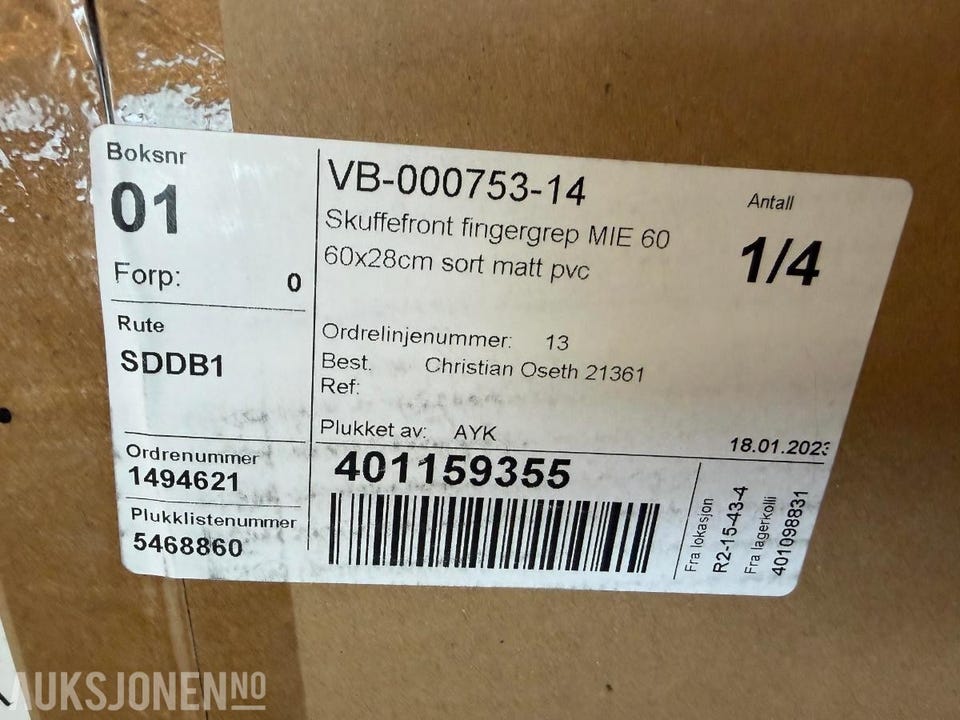 Boksnr
01
Forp: 0
Rute
SDDB1
Ordrenummer
1494621
Plukklistenummer
5468860
VB-000753-14
Skuffefront fingergrep MIE 60
60x28cm sort matt pvc
Antall
1/4
Ordrelinjenummer: 13
Best. Christian Oseth 21361
Ref:
Plukket av: AYK
18.01.2023
401159355
Fra lokasjon
R2-15-43-4
Fra lagerkolli
401098831
AUKSJONEN NO